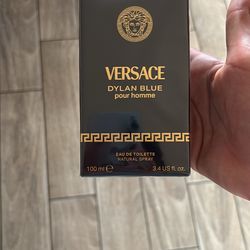 VERSACE
DYLAN BLUE
pour homme
EAU DE TOILETTE
NATURAL SPRAY
100 ml ℮ 3.4 US fl. oz.